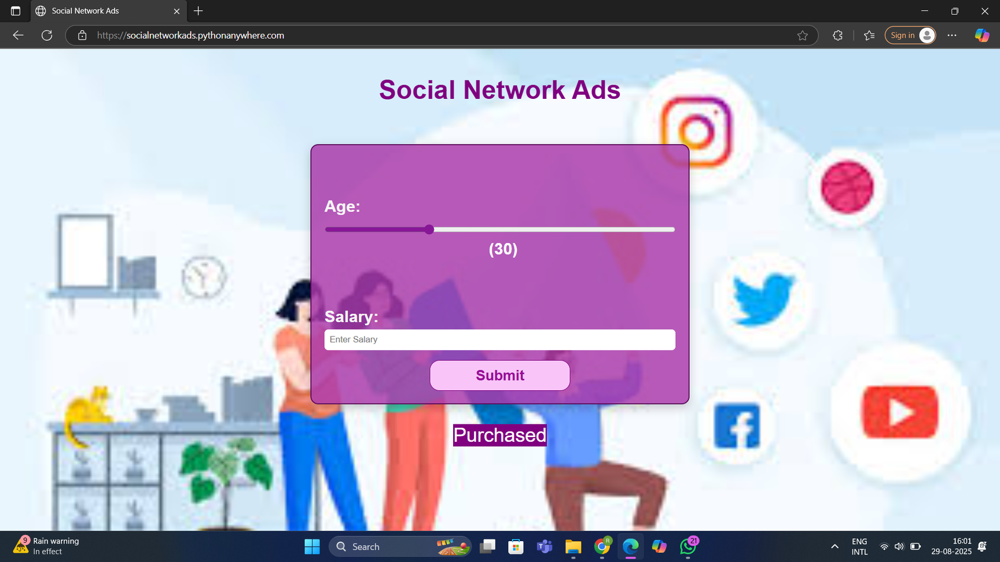 Social Network Ads
https://socialnetworkads.pythonanywhere.com
Sign in
Social Network Ads
Age:
(30)
Salary:
Enter Salary
Submit
Purchased
9
Rain warning
In effect
Search
R
21
ENG
INTL
16:01
29-08-2025